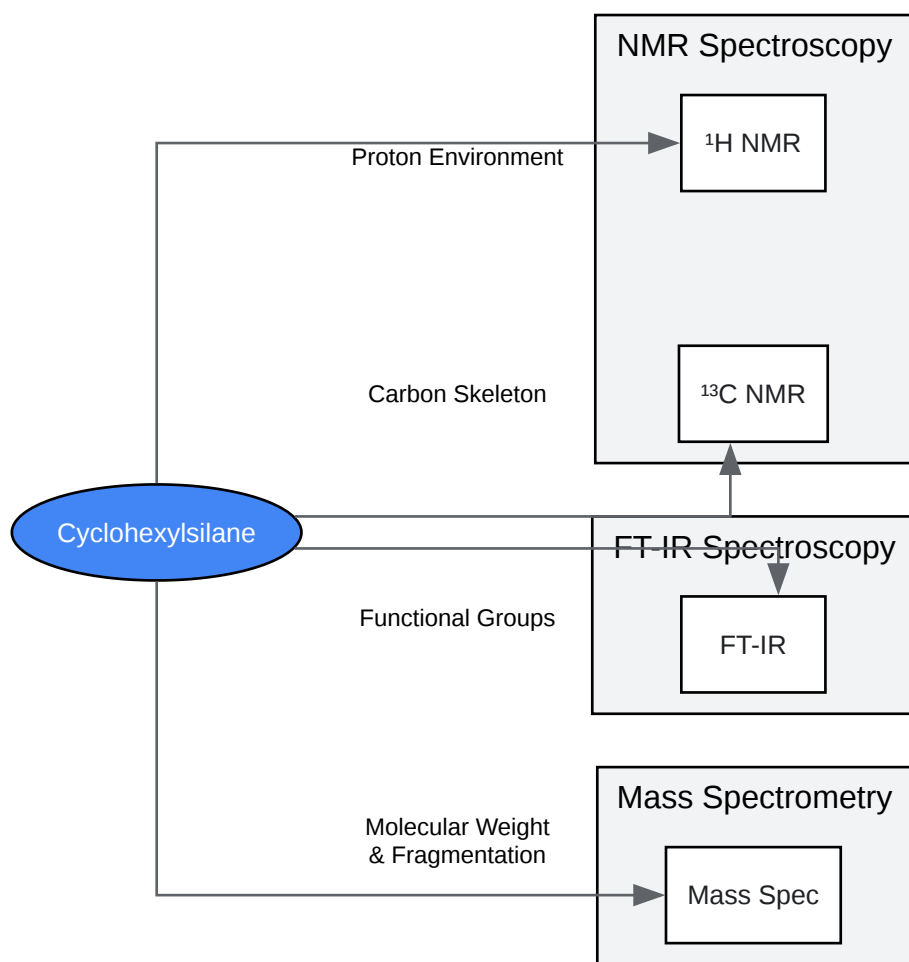 NMR Spectroscopy
¹H NMR
Proton Environment
Carbon Skeleton
¹³C NMR
Cyclohexylsilane
FT-IR Spectroscopy
Functional Groups
FT-IR
Mass Spectrometry
Molecular Weight
& Fragmentation
Mass Spec